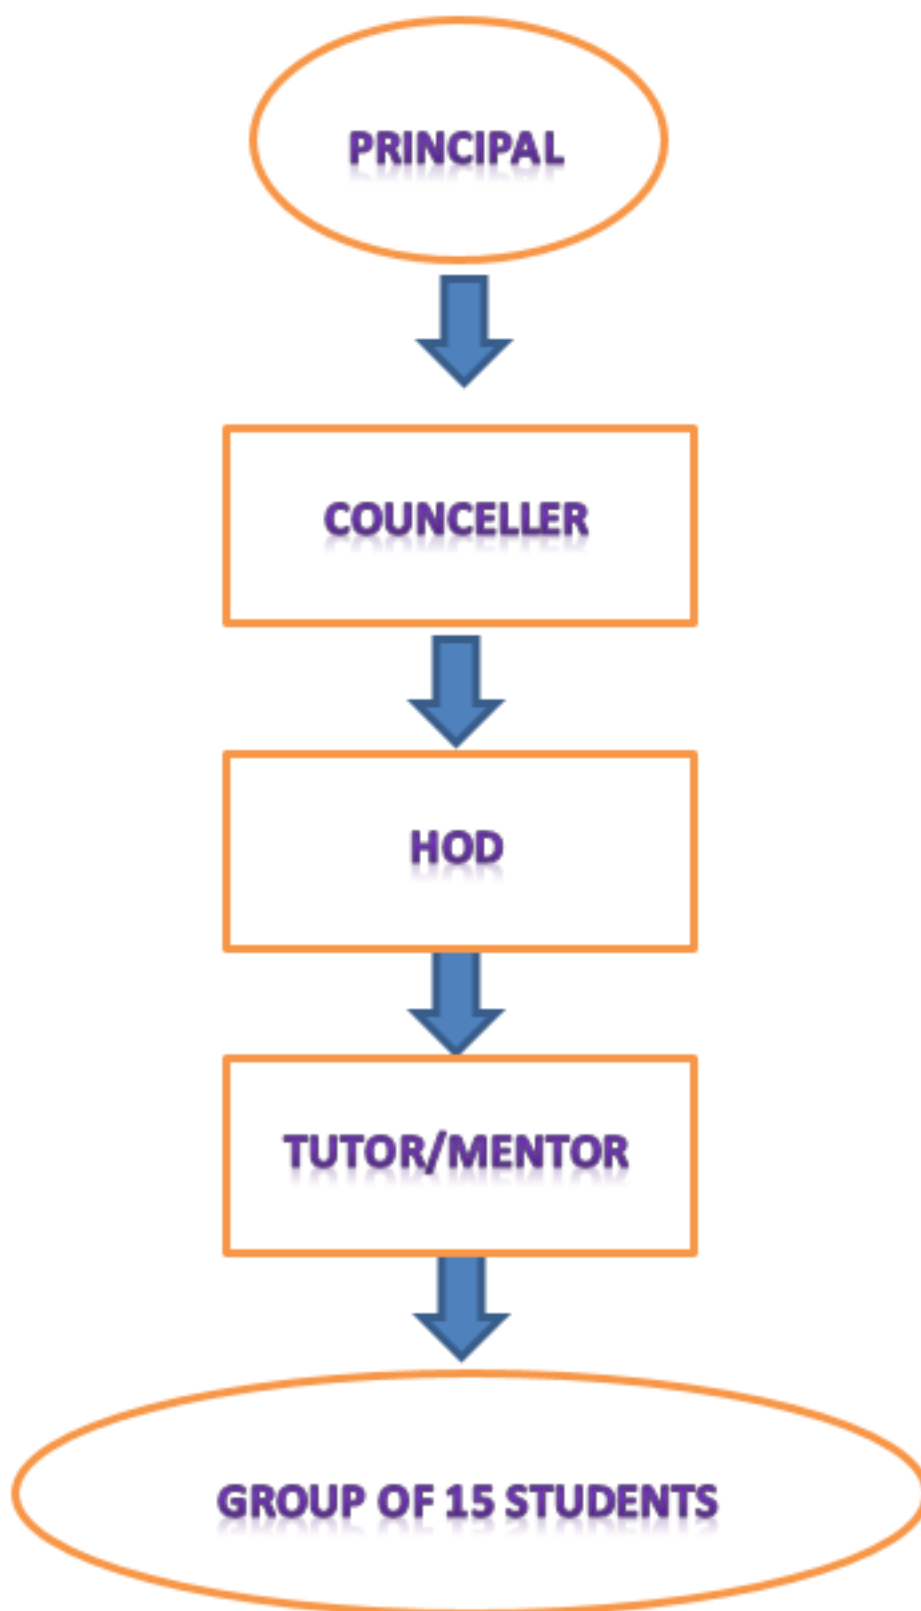 PRINCIPAL
COUNCELLER
HOD
TUTOR/MENTOR
GROUP OF 15 STUDENTS